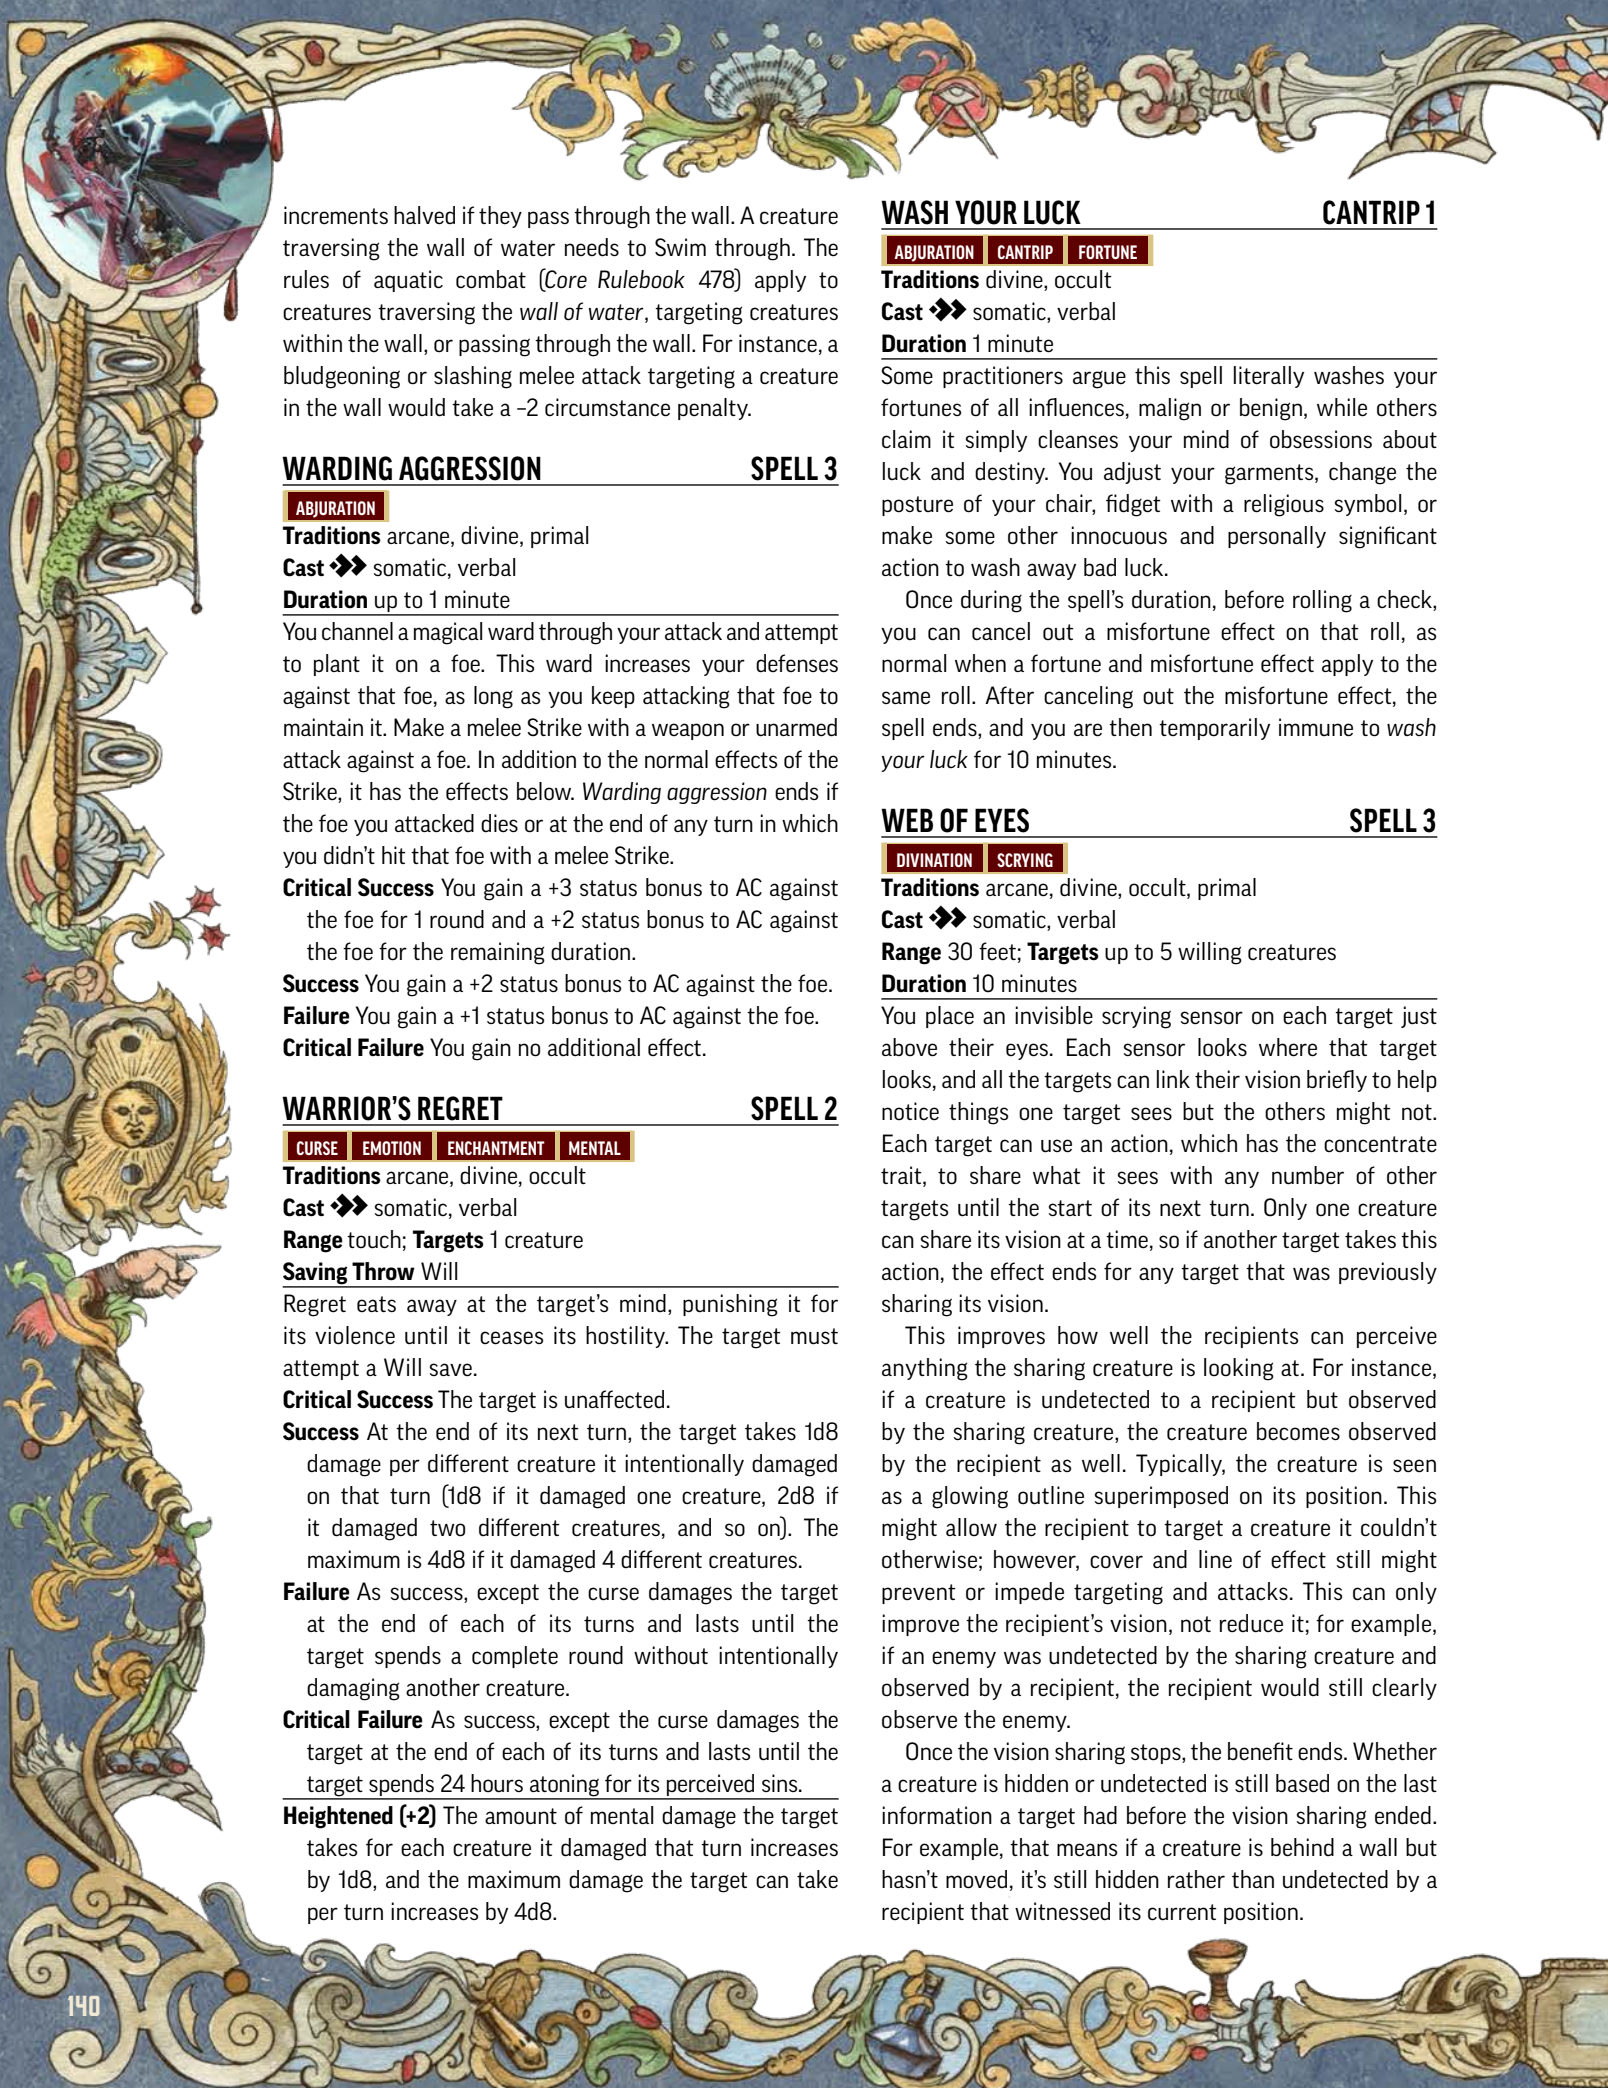 increments halved if they pass through the wall. A creature
traversing the wall of water needs to Swim through. The
rules of aquatic combat (Core Rulebook 478) apply to
creatures traversing the wall of water, targeting creatures
within the wall, or passing through the wall. For instance, a
bludgeoning or slashing melee attack targeting a creature
in the wall would take a –2 circumstance penalty.
WARDING AGGRESSION SPELL 3
ABJURATION
Traditions arcane, divine, primal
Cast somatic, verbal
Duration up to 1 minute
You channel a magical ward through your attack and attempt
to plant it on a foe. This ward increases your defenses
against that foe, as long as you keep attacking that foe to
maintain it. Make a melee Strike with a weapon or unarmed
attack against a foe. In addition to the normal effects of the
Strike, it has the effects below. Warding aggression ends if
the foe you attacked dies or at the end of any turn in which
you didn't hit that foe with a melee Strike.
Critical Success You gain a +3 status bonus to AC against
the foe for 1 round and a +2 status bonus to AC against
the foe for the remaining duration.
Success You gain a +2 status bonus to AC against the foe.
Failure You gain a +1 status bonus to AC against the foe.
Critical Failure You gain no additional effect.
WARRIOR'S REGRET SPELL 2
CURSE EMOTION ENCHANTMENT MENTAL
Traditions arcane, divine, occult
Cast somatic, verbal
Range touch; Targets 1 creature
Saving Throw Will
Regret eats away at the target's mind, punishing it for
its violence until it ceases its hostility. The target must
attempt a Will save.
Critical Success The target is unaffected.
Success At the end of its next turn, the target takes 1d8
damage per different creature it intentionally damaged
on that turn (1d8 if it damaged one creature, 2d8 if
it damaged two different creatures, and so on). The
maximum is 4d8 if it damaged 4 different creatures.
Failure As success, except the curse damages the target
at the end of each of its turns and lasts until the
target spends a complete round without intentionally
damaging another creature.
Critical Failure As success, except the curse damages the
target at the end of each of its turns and lasts until the
target spends 24 hours atoning for its perceived sins.
Heightened (+2) The amount of mental damage the target
takes for each creature it damaged that turn increases
by 1d8, and the maximum damage the target can take
per turn increases by 4d8.
WASH YOUR LUCK CANTRIP 1
ABJURATION CANTRIP FORTUNE
Traditions divine, occult
Cast somatic, verbal
Duration 1 minute
Some practitioners argue this spell literally washes your
fortunes of all influences, malign or benign, while others
claim it simply cleanses your mind of obsessions about
luck and destiny. You adjust your garments, change the
posture of your chair, fidget with a religious symbol, or
make some other innocuous and personally significant
action to wash away bad luck.
Once during the spell's duration, before rolling a check,
you can cancel out a misfortune effect on that roll, as
normal when a fortune and misfortune effect apply to the
same roll. After canceling out the misfortune effect, the
spell ends, and you are then temporarily immune to wash
your luck for 10 minutes.
WEB OF EYES SPELL 3
DIVINATION SCRYING
Traditions arcane, divine, occult, primal
Cast somatic, verbal
Range 30 feet; Targets up to 5 willing creatures
Duration 10 minutes
You place an invisible scrying sensor on each target just
above their eyes. Each sensor looks where that target
looks, and all the targets can link their vision briefly to help
notice things one target sees but the others might not.
Each target can use an action, which has the concentrate
trait, to share what it sees with any number of other
targets until the start of its next turn. Only one creature
can share its vision at a time, so if another target takes this
action, the effect ends for any target that was previously
sharing its vision.
This improves how well the recipients can perceive
anything the sharing creature is looking at. For instance,
if a creature is undetected to a recipient but observed
by the sharing creature, the creature becomes observed
by the recipient as well. Typically, the creature is seen
as a glowing outline superimposed on its position. This
might allow the recipient to target a creature it couldn't
otherwise; however, cover and line of effect still might
prevent or impede targeting and attacks. This can only
improve the recipient's vision, not reduce it; for example,
if an enemy was undetected by the sharing creature and
observed by a recipient, the recipient would still clearly
observe the enemy.
Once the vision sharing stops, the benefit ends. Whether
a creature is hidden or undetected is still based on the last
information a target had before the vision sharing ended.
For example, that means if a creature is behind a wall but
hasn't moved, it's still hidden rather than undetected by a
recipient that witnessed its current position.
140